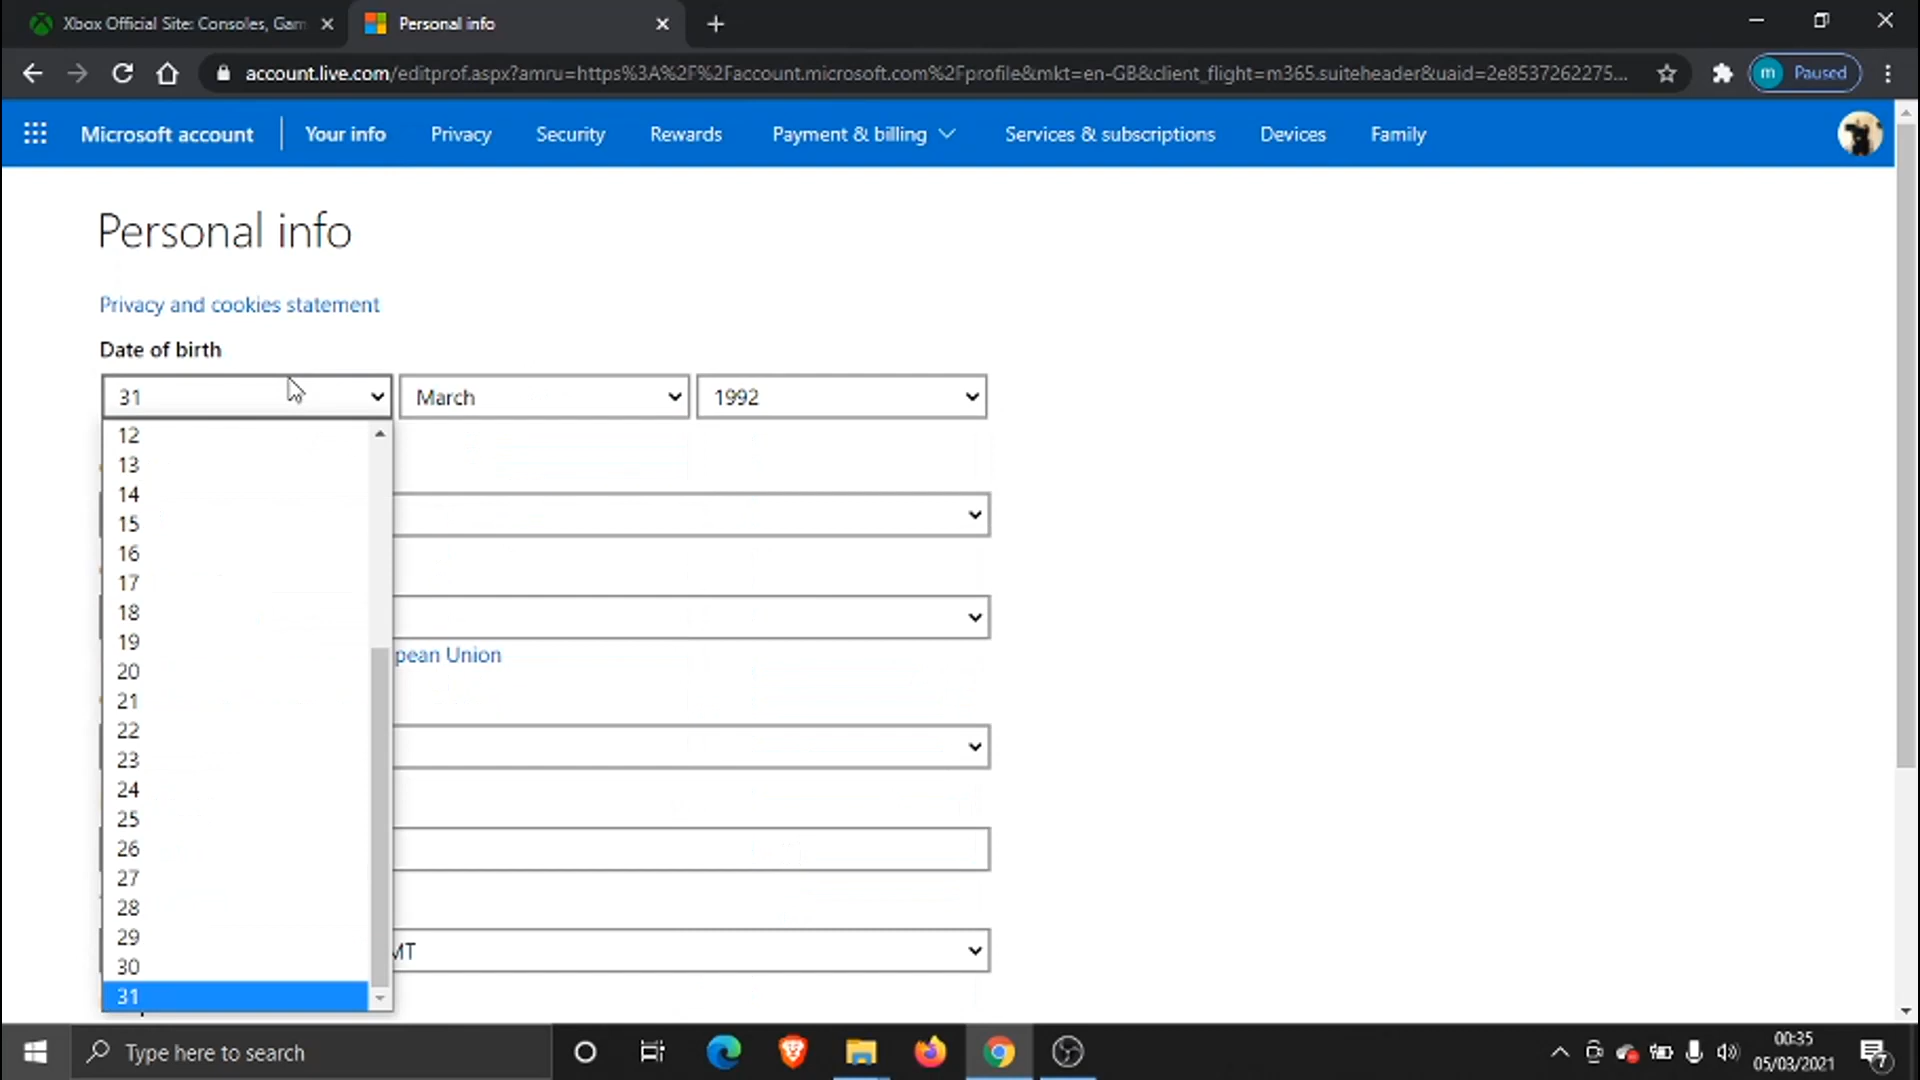 Xbox Official Site: Consoles, Gam
Personal info
account.live.com/editprof.aspx?amru=https%3A%2F%2Faccount.microsoft.com%2Fprofile&mkt=en-GB&client_flight=m365.suiteheader&uaid=2e8537262275...
m Paused
Microsoft account
Your info
Privacy
Security
Rewards
Payment & billing
Services & subscriptions
Devices
Family
Personal info
Privacy and cookies statement
Date of birth
31
March
1992
12
13
14
15
16
17
18
19
20
21
22
23
24
25
26
27
28
29
30
31
pean Union
MT
Type here to search
00:35
05/03/2021
7